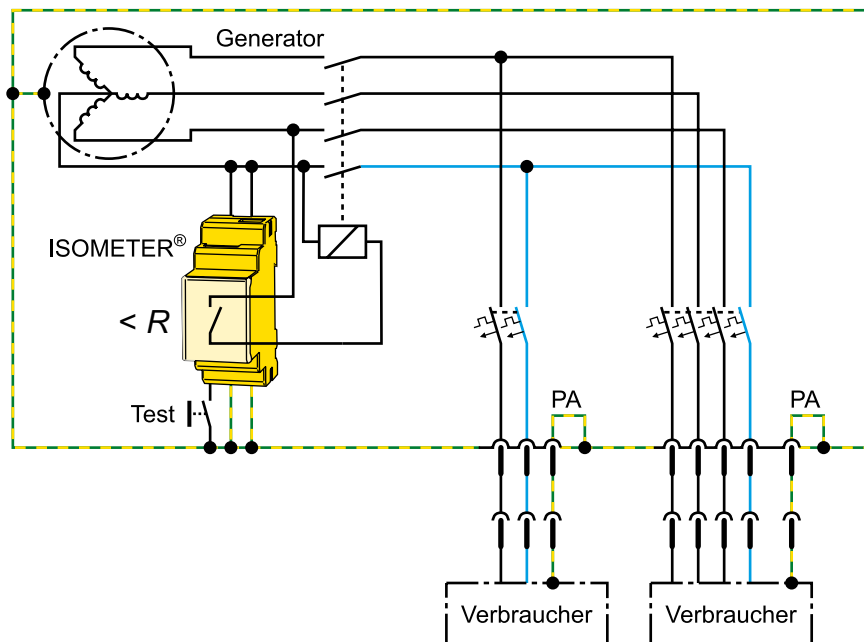 Generator
ISOMETER®
< R
Test
PA
PA
Verbraucher
Verbraucher